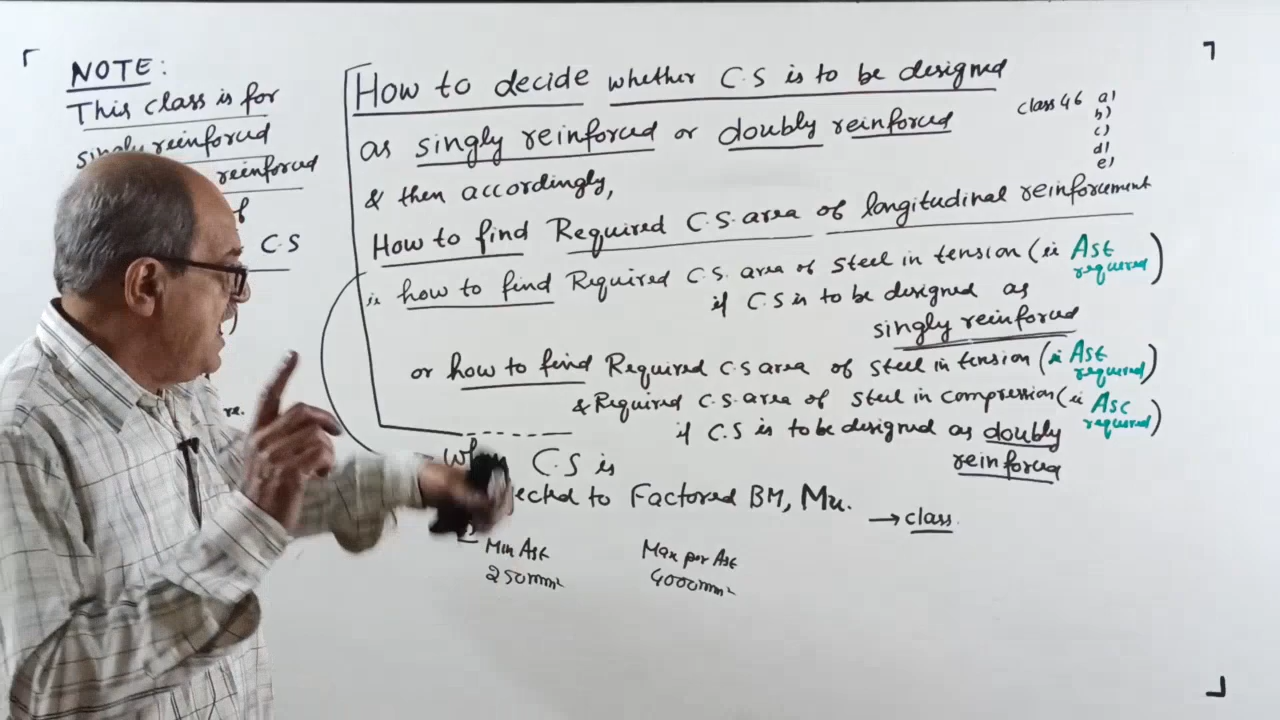 NOTE:
This class is for
singly reinforced
reinforced
of
C.S
re.
How to decide whether C.S is to be designed
as singly reinforced or doubly reinforced
& then accordingly,
How to find Required C.S. area of longitudinal reinforcement
ie how to find Required C.S. area of steel in tension (ie Ast required)
if C.S is to be designed as
singly reinforced
or how to find Required C.S area of steel in tension (ie Ast required)
& Required C.S. area of steel in compression (ie Asc required)
if C.S is to be designed as doubly
reinforced
C.S is
to Factored BM, Mu.
→ class
Min Ast
250mm²
Max per Ast
4000mm²
class 46 a)
b)
c)
d)
e)